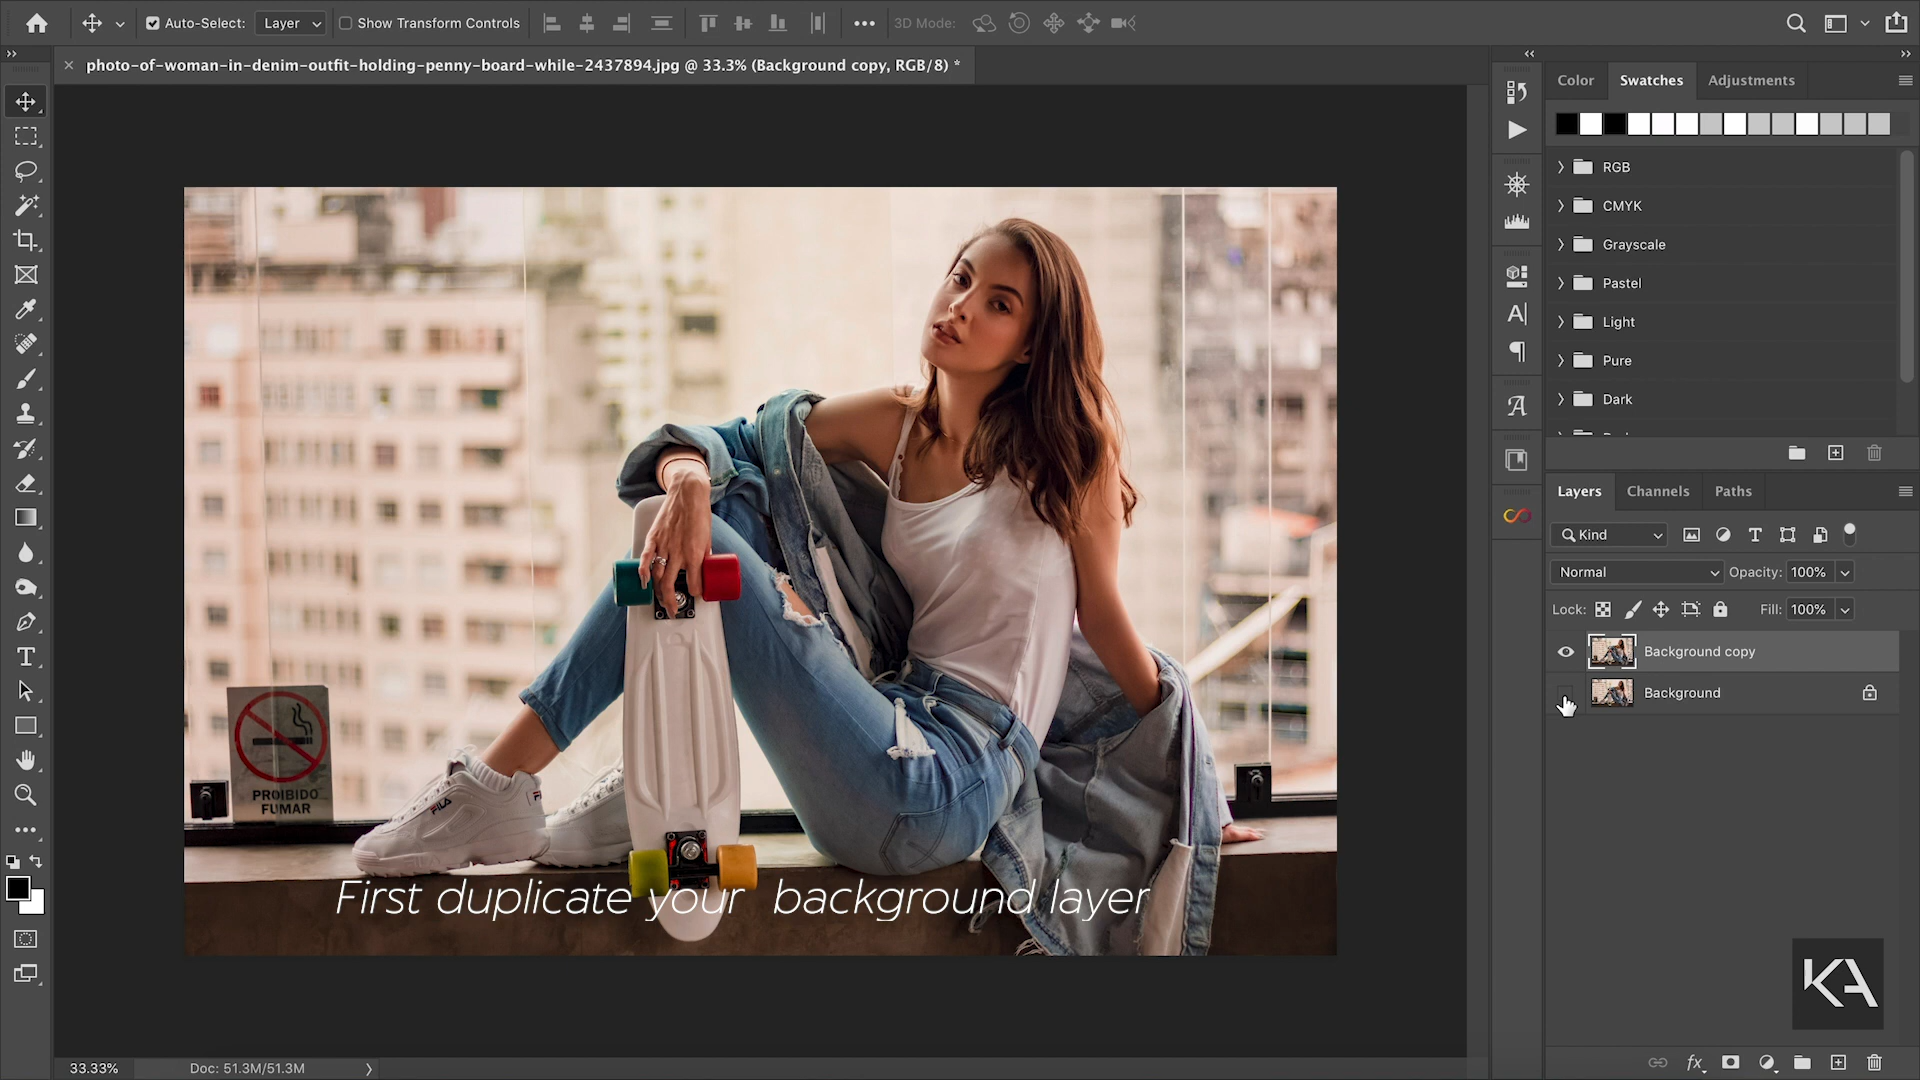 Auto-Select: Layer Show Transform Controls 3D Mode:
photo-of-woman-in-denim-outfit-holding-penny-board-while-2437894.jpg @ 33.3% (Background copy, RGB/8) *
Color Swatches Adjustments
RGB
CMYK
Grayscale
Pastel
Light
Pure
Dark
Layers Channels Paths
Kind
Normal Opacity: 100%
Lock: Fill: 100%
Background copy
Background
PROIBIDO
FUMAR
FILA
First duplicate your background layer
KA
33.33% Doc: 51.3M/51.3M